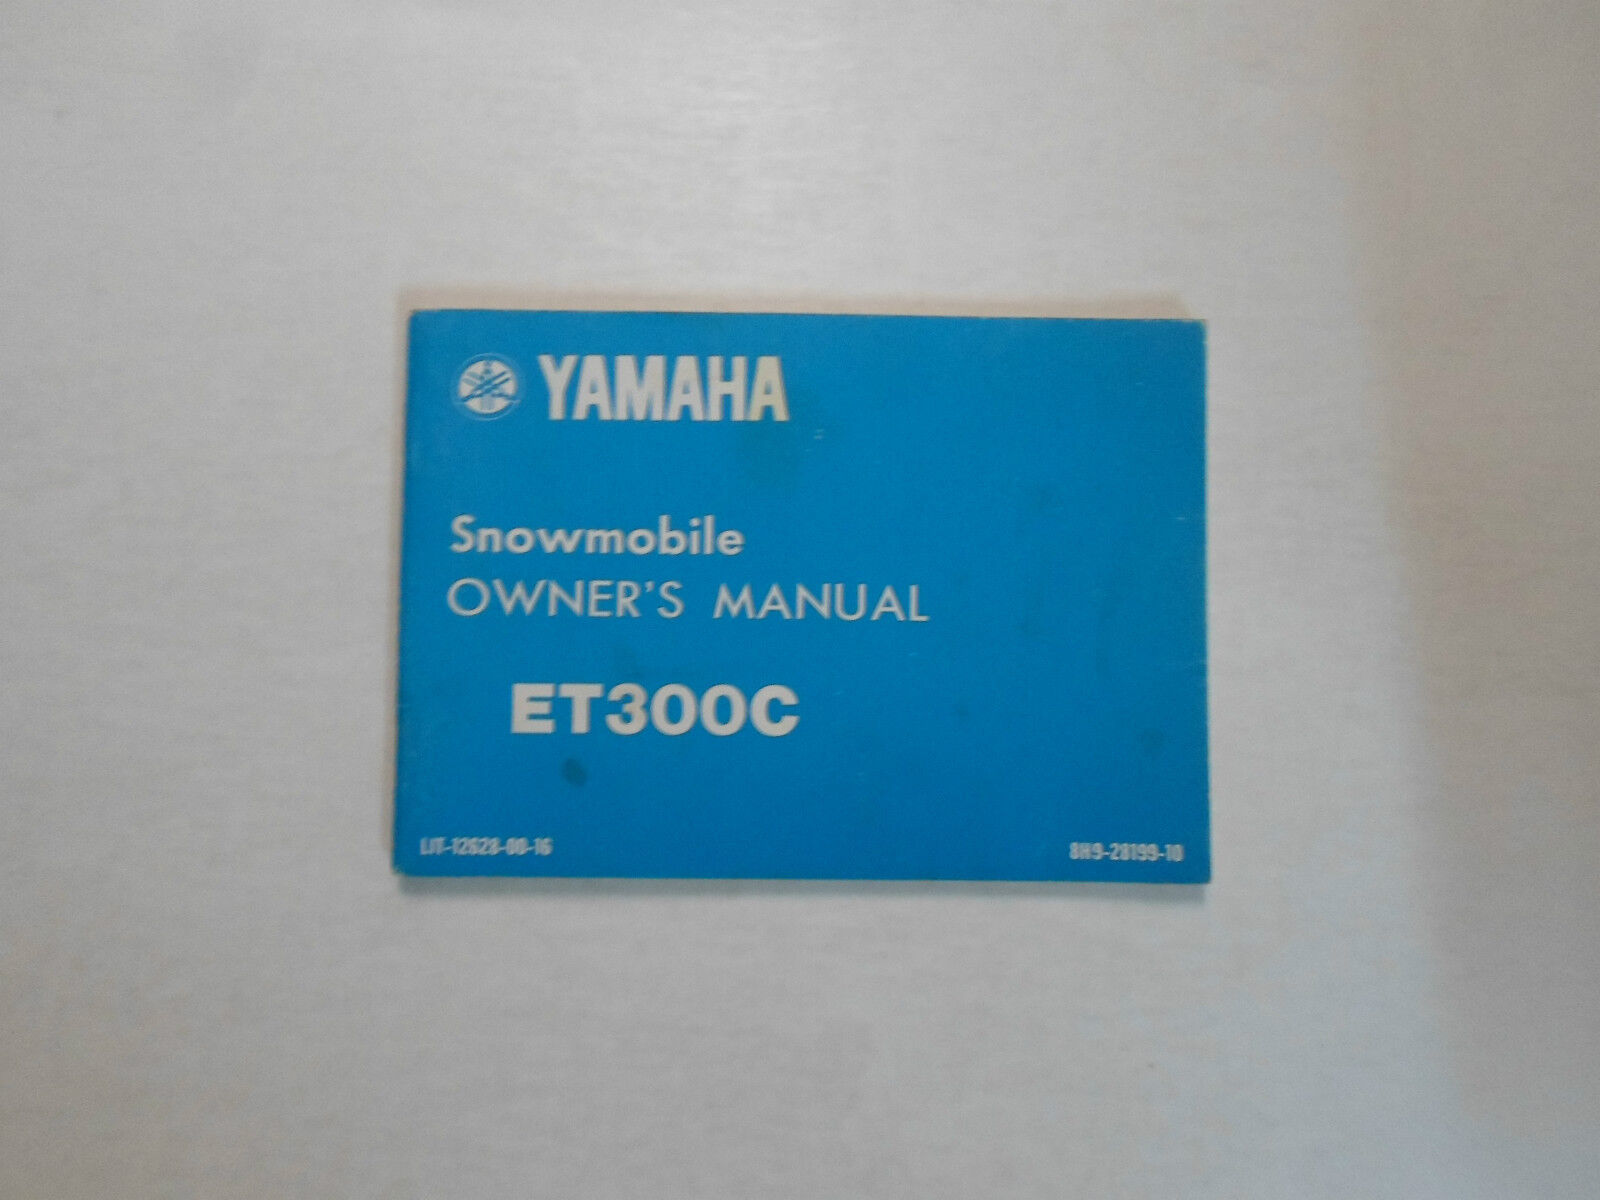 YAMAHA
Snowmobile
OWNER'S MANUAL
ET300C
LIT-12628-00-16
8H9-28199-10